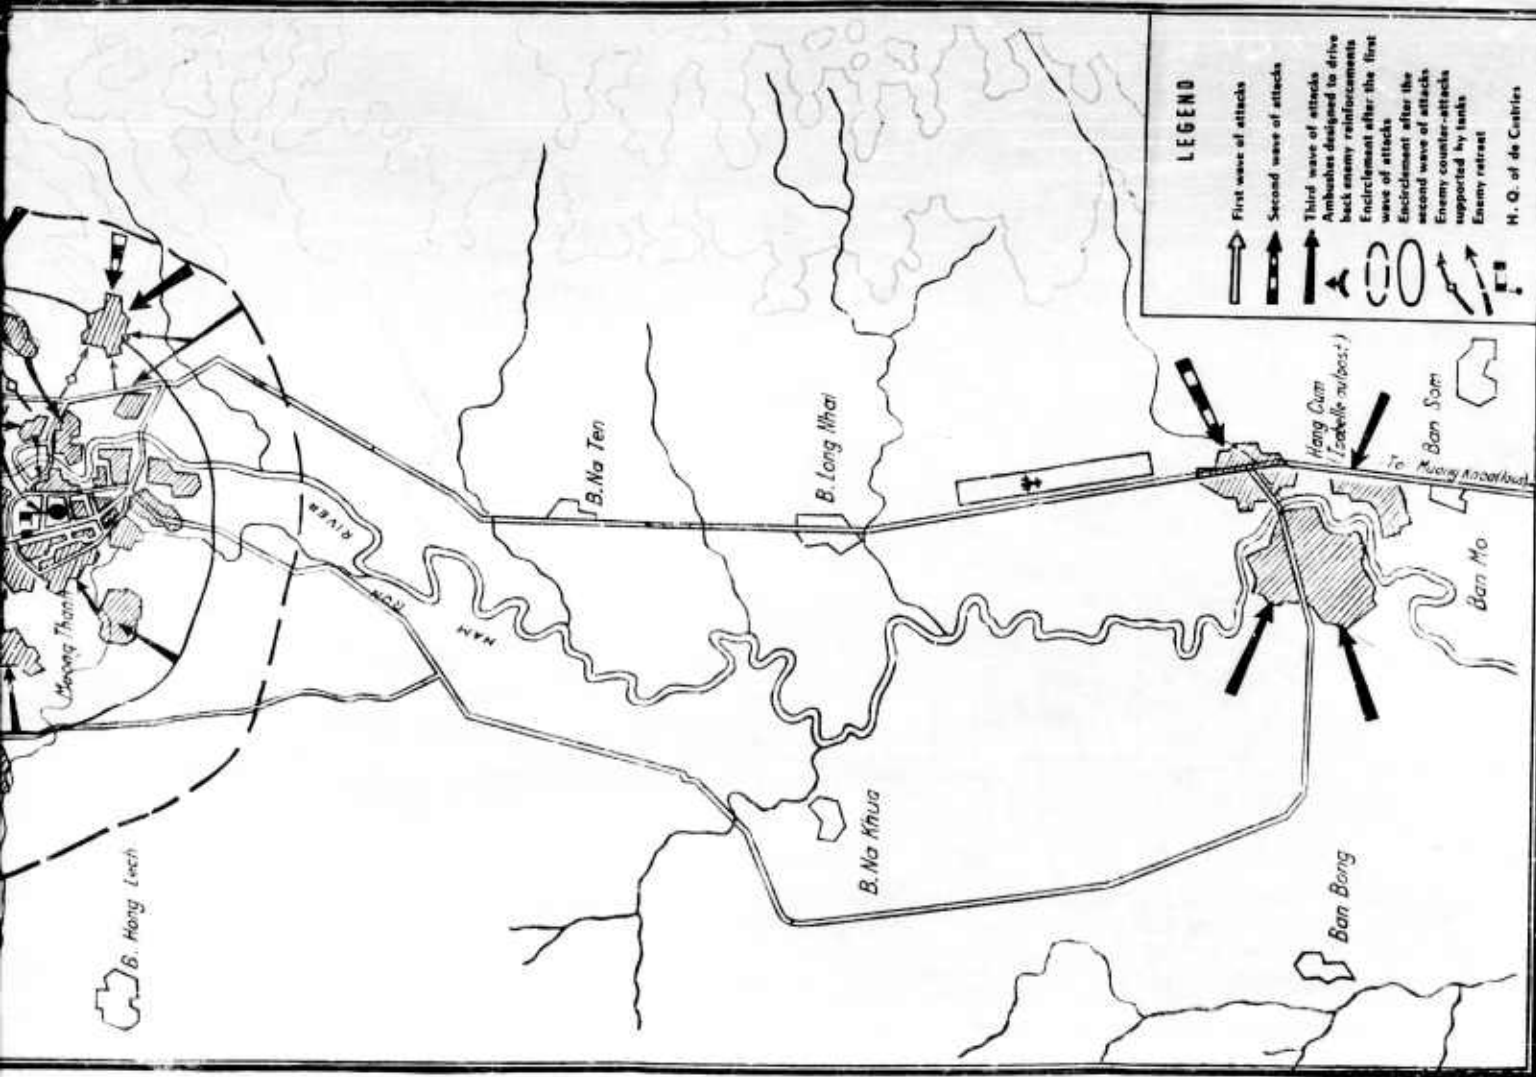 LEGEND
First wave of attacks
Second wave of attacks
Third wave of attacks
Ambushes designed to drive
back enemy reinforcements
Encirclement after the first
wave of attacks
Encirclement after the
second wave of attacks
Enemy counter-attacks
supported by tanks
Enemy retreat
H. Q. of de Castries
Hong Cum
(Isabelle outpost)
Ban Som
To Muong Khoa (Laos)
Ban Mo
B. Long Nhai
B. Na Ten
RIVER
RUM
NAM
Muong Thanh
B. Na Khua
Ban Bong
B. Hong Lech